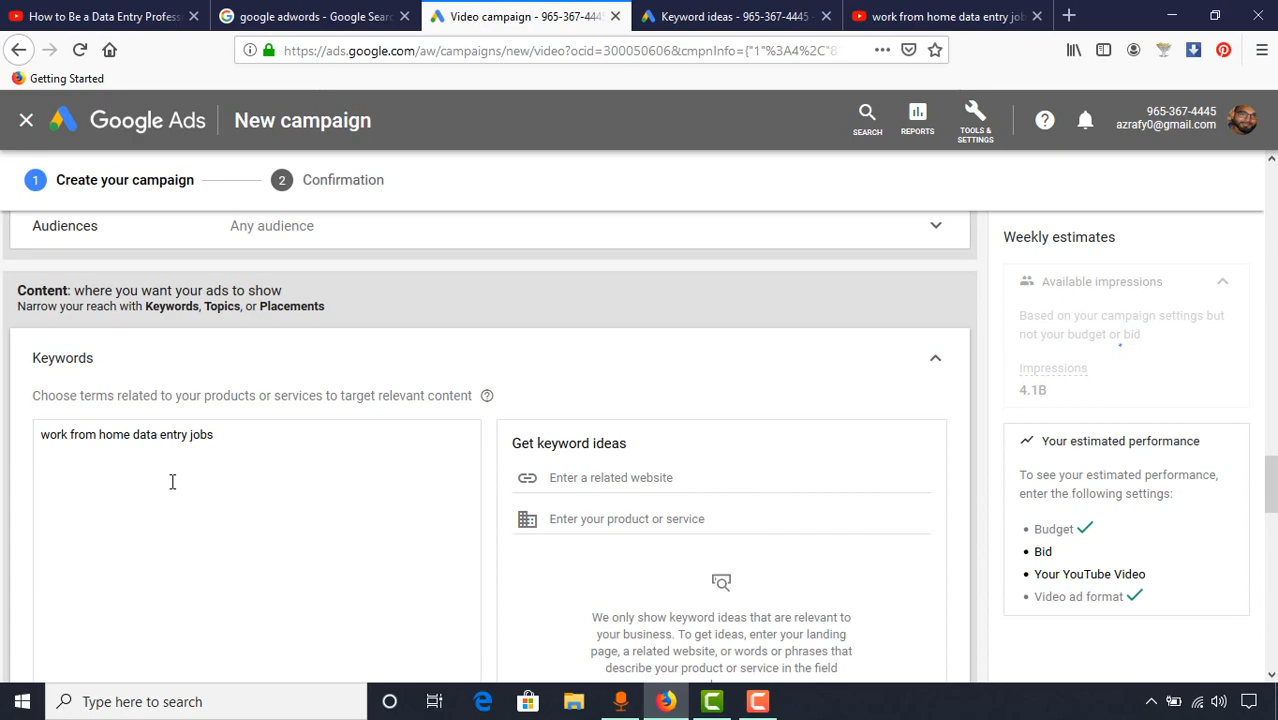 How to Be a Data Entry Profess
google adwords - Google Sear
Video campaign - 965-367-4445
Keyword ideas - 965-367-4445
work from home data entry job
https://ads.google.com/aw/campaigns/new/video?ocid=300050606&cmpnInfo={"1"%3A4%2C"8"
Getting Started
Google Ads
New campaign
SEARCH
REPORTS
TOOLS &
SETTINGS
965-367-4445
azrafy0@gmail.com
1 Create your campaign
2 Confirmation
Audiences Any audience
Content: where you want your ads to show
Narrow your reach with Keywords, Topics, or Placements
Keywords
Choose terms related to your products or services to target relevant content
work from home data entry jobs
Get keyword ideas
Enter a related website
Enter your product or service
We only show keyword ideas that are relevant to
your business. To get ideas, enter your landing
page, a related website, or words or phrases that
describe your product or service in the field
Weekly estimates
Available impressions
Based on your campaign settings but
not your budget or bid
Impressions
4.1B
Your estimated performance
To see your estimated performance,
enter the following settings:
• Budget
• Bid
• Your YouTube Video
• Video ad format
Type here to search